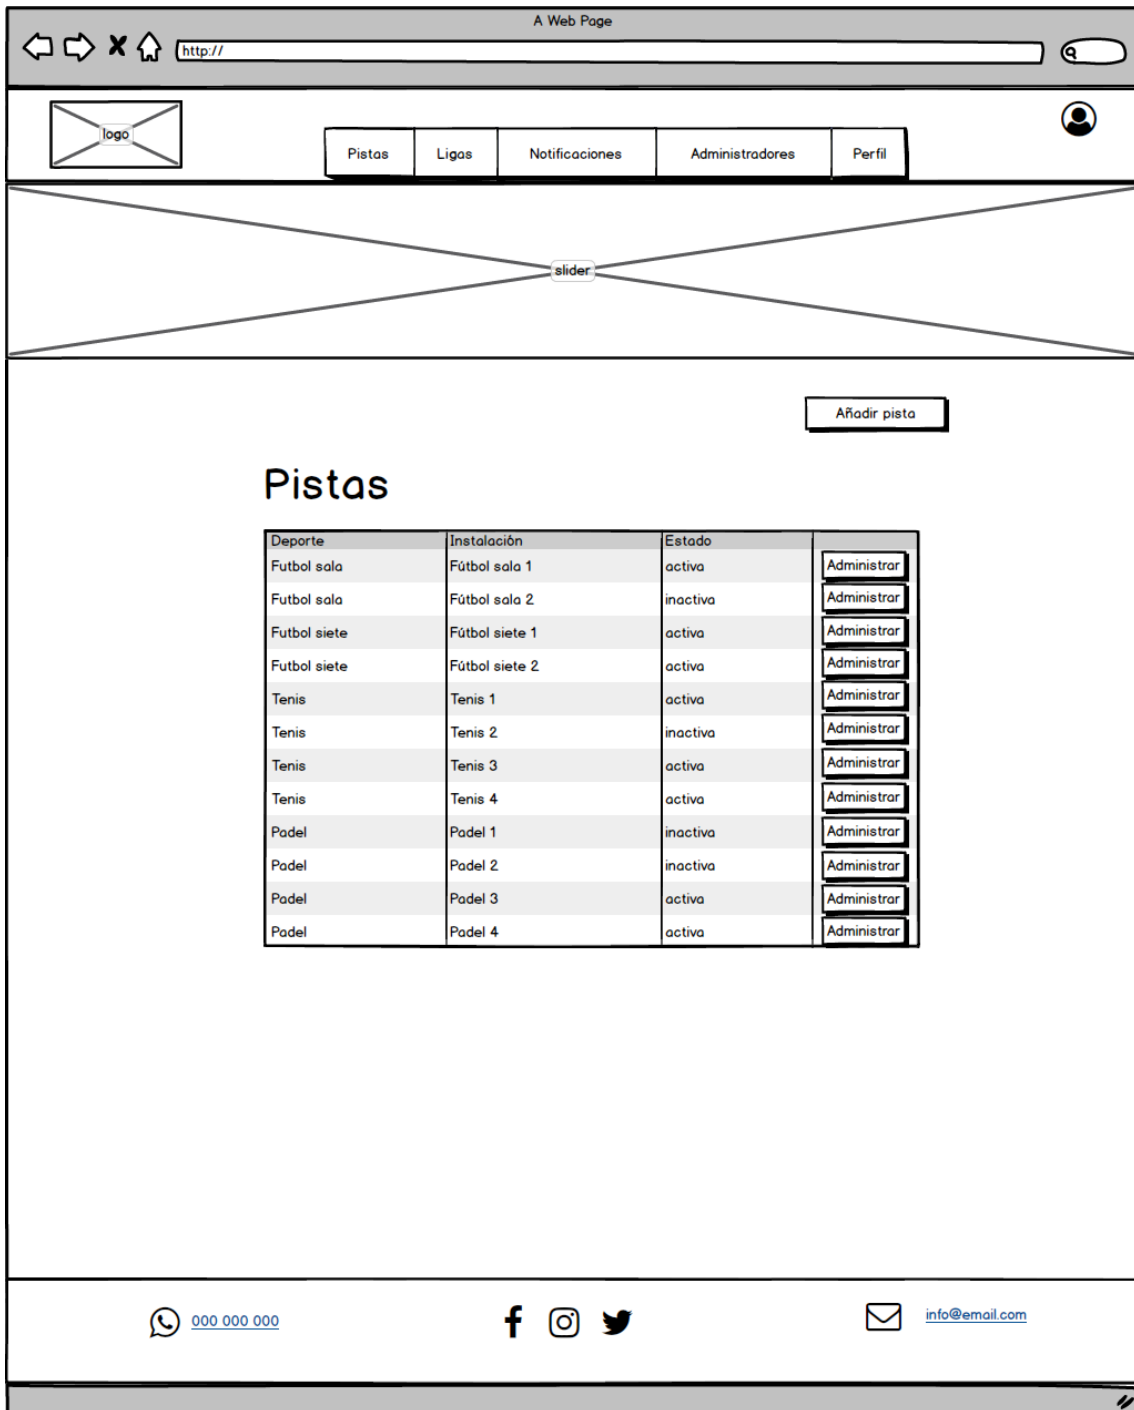 A Web Page
http://
logo
Pistas Ligas Notificaciones Administradores Perfil
slider
Añadir pista
Pistas
Deporte Instalación Estado
Futbol sala Fútbol sala 1 activa Administrar
Futbol sala Fútbol sala 2 inactiva Administrar
Futbol siete Fútbol siete 1 activa Administrar
Futbol siete Fútbol siete 2 activa Administrar
Tenis Tenis 1 activa Administrar
Tenis Tenis 2 inactiva Administrar
Tenis Tenis 3 activa Administrar
Tenis Tenis 4 activa Administrar
Padel Padel 1 inactiva Administrar
Padel Padel 2 inactiva Administrar
Padel Padel 3 activa Administrar
Padel Padel 4 activa Administrar
000 000 000 info@email.com